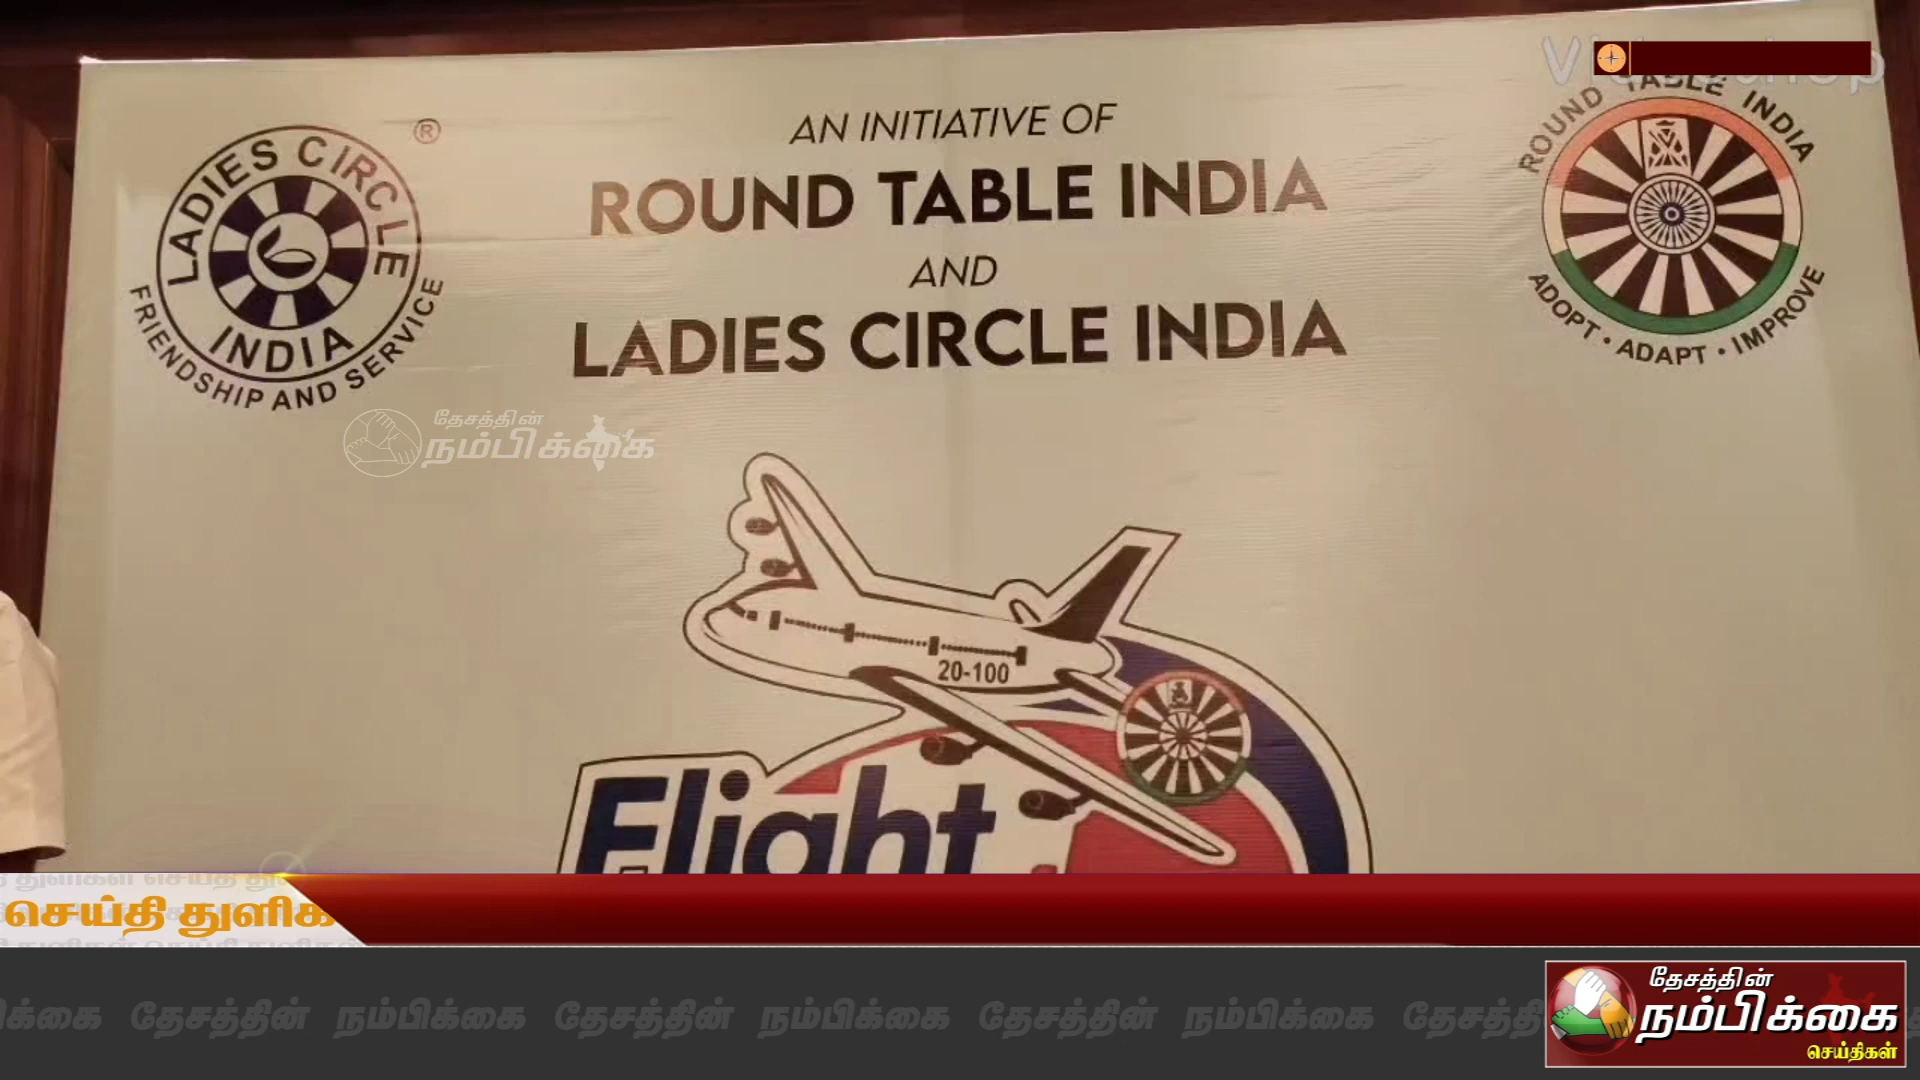 AN INITIATIVE OF
ROUND TABLE INDIA
AND
LADIES CIRCLE INDIA
LADIES CIRCLE
INDIA
FRIENDSHIP AND SERVICE
®
ROUND TABLE INDIA
ADOPT • ADAPT • IMPROVE
தேசத்தின்
நம்பிக்கை
20-100
Flight
செய்தி துளிக
தேசத்தின் நம்பிக்கை தேசத்தின் நம்பிக்கை தேசத்தின் நம்பிக்கை
தேசத்தின்
நம்பிக்கை
செய்திகள்